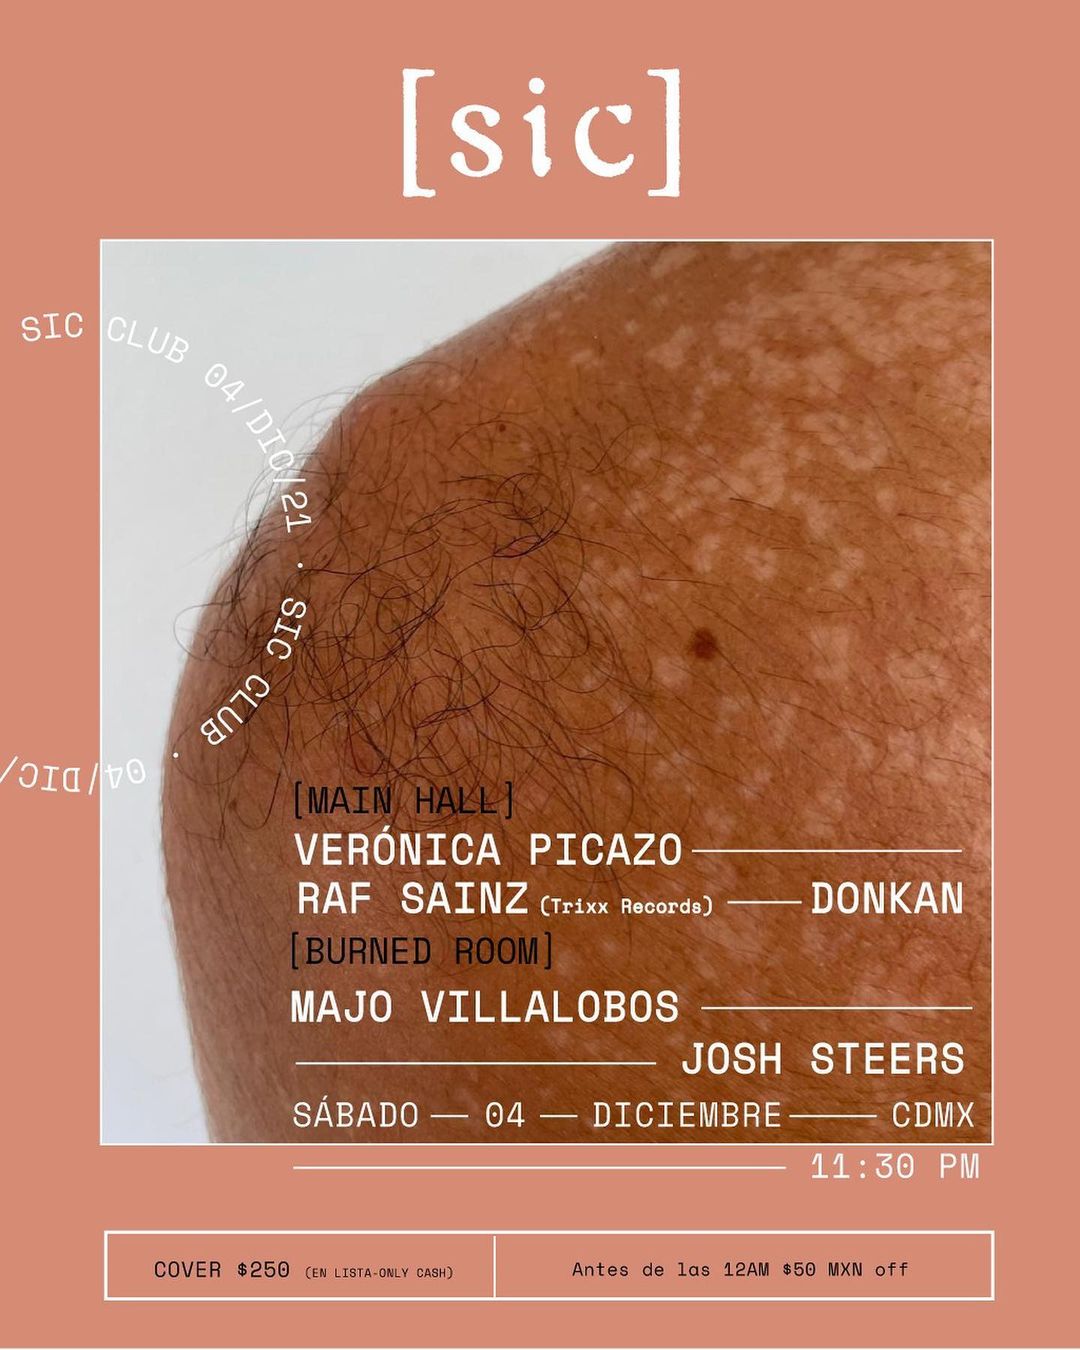 [sic]
SIC CLUB 04/DIC/21 · SIC CLUB · 04/DIC/
[MAIN HALL]
VERÓNICA PICAZO
RAF SAINZ (Trixx Records) — DONKAN
[BURNED ROOM]
MAJO VILLALOBOS
JOSH STEERS
SÁBADO — 04 — DICIEMBRE — CDMX
11:30 PM
COVER $250 (EN LISTA-ONLY CASH)
Antes de las 12AM $50 MXN off